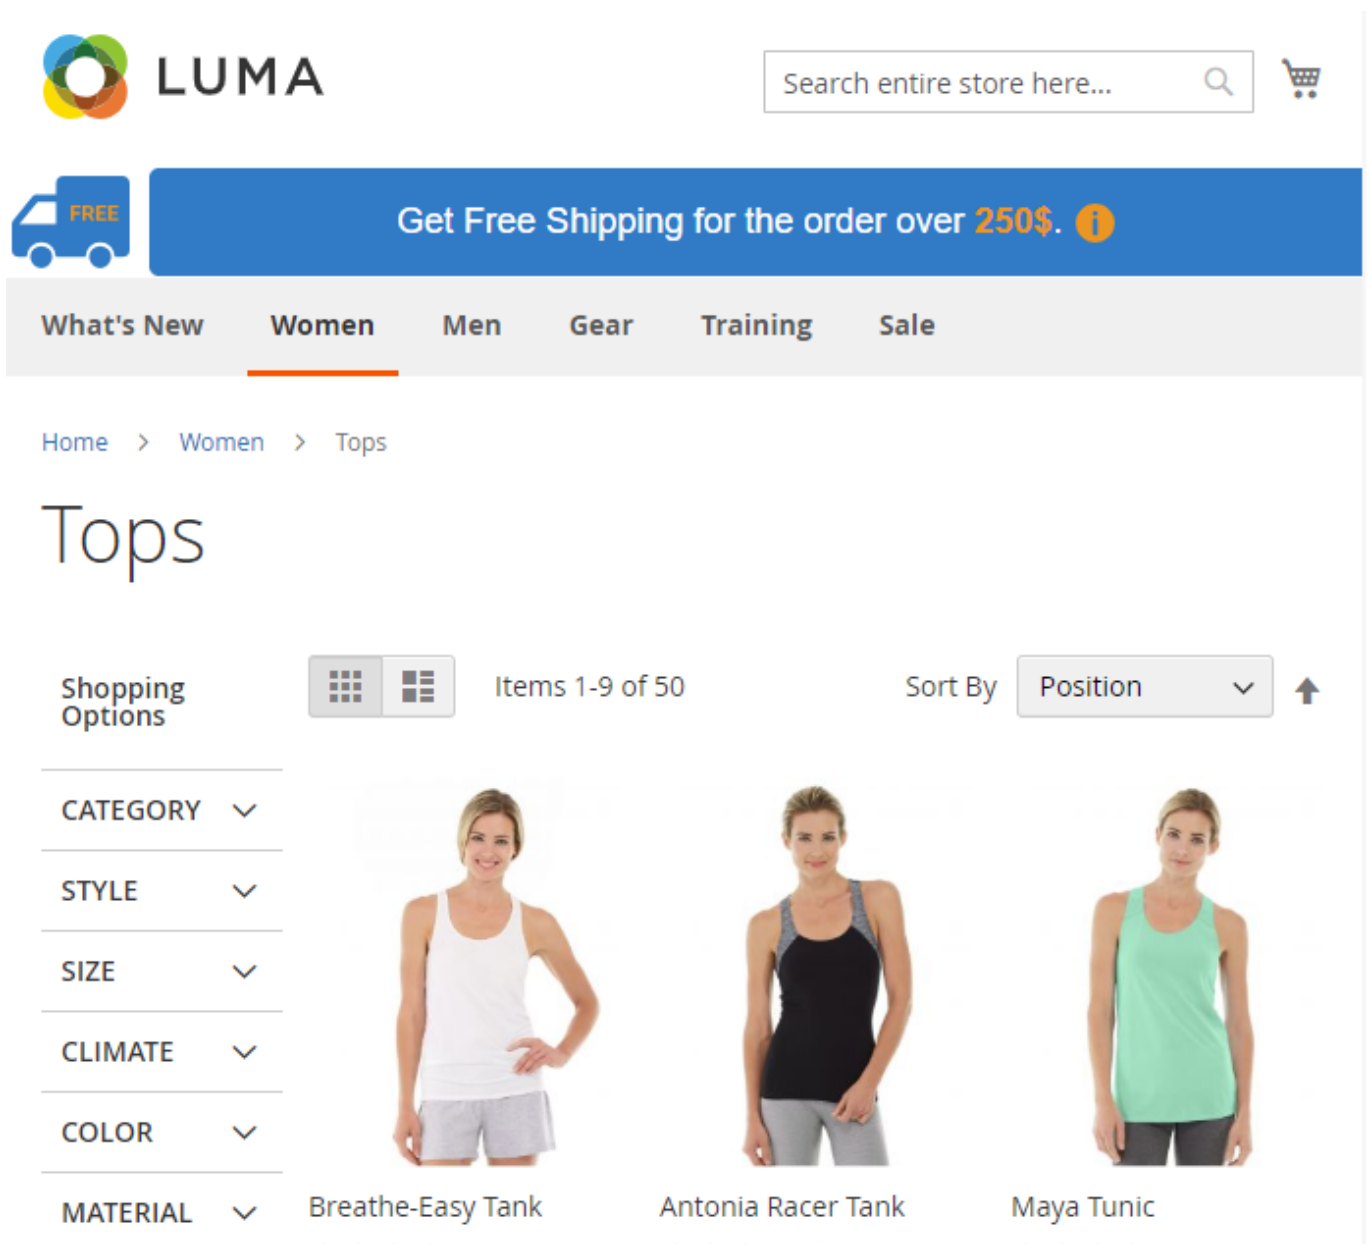 LUMA
Search entire store here...
FREE
Get Free Shipping for the order over 250$. i
What's New Women Men Gear Training Sale
Home > Women > Tops
Tops
Shopping
Options
Items 1-9 of 50 Sort By Position
CATEGORY
STYLE
SIZE
CLIMATE
COLOR
MATERIAL
Breathe-Easy Tank Antonia Racer Tank Maya Tunic